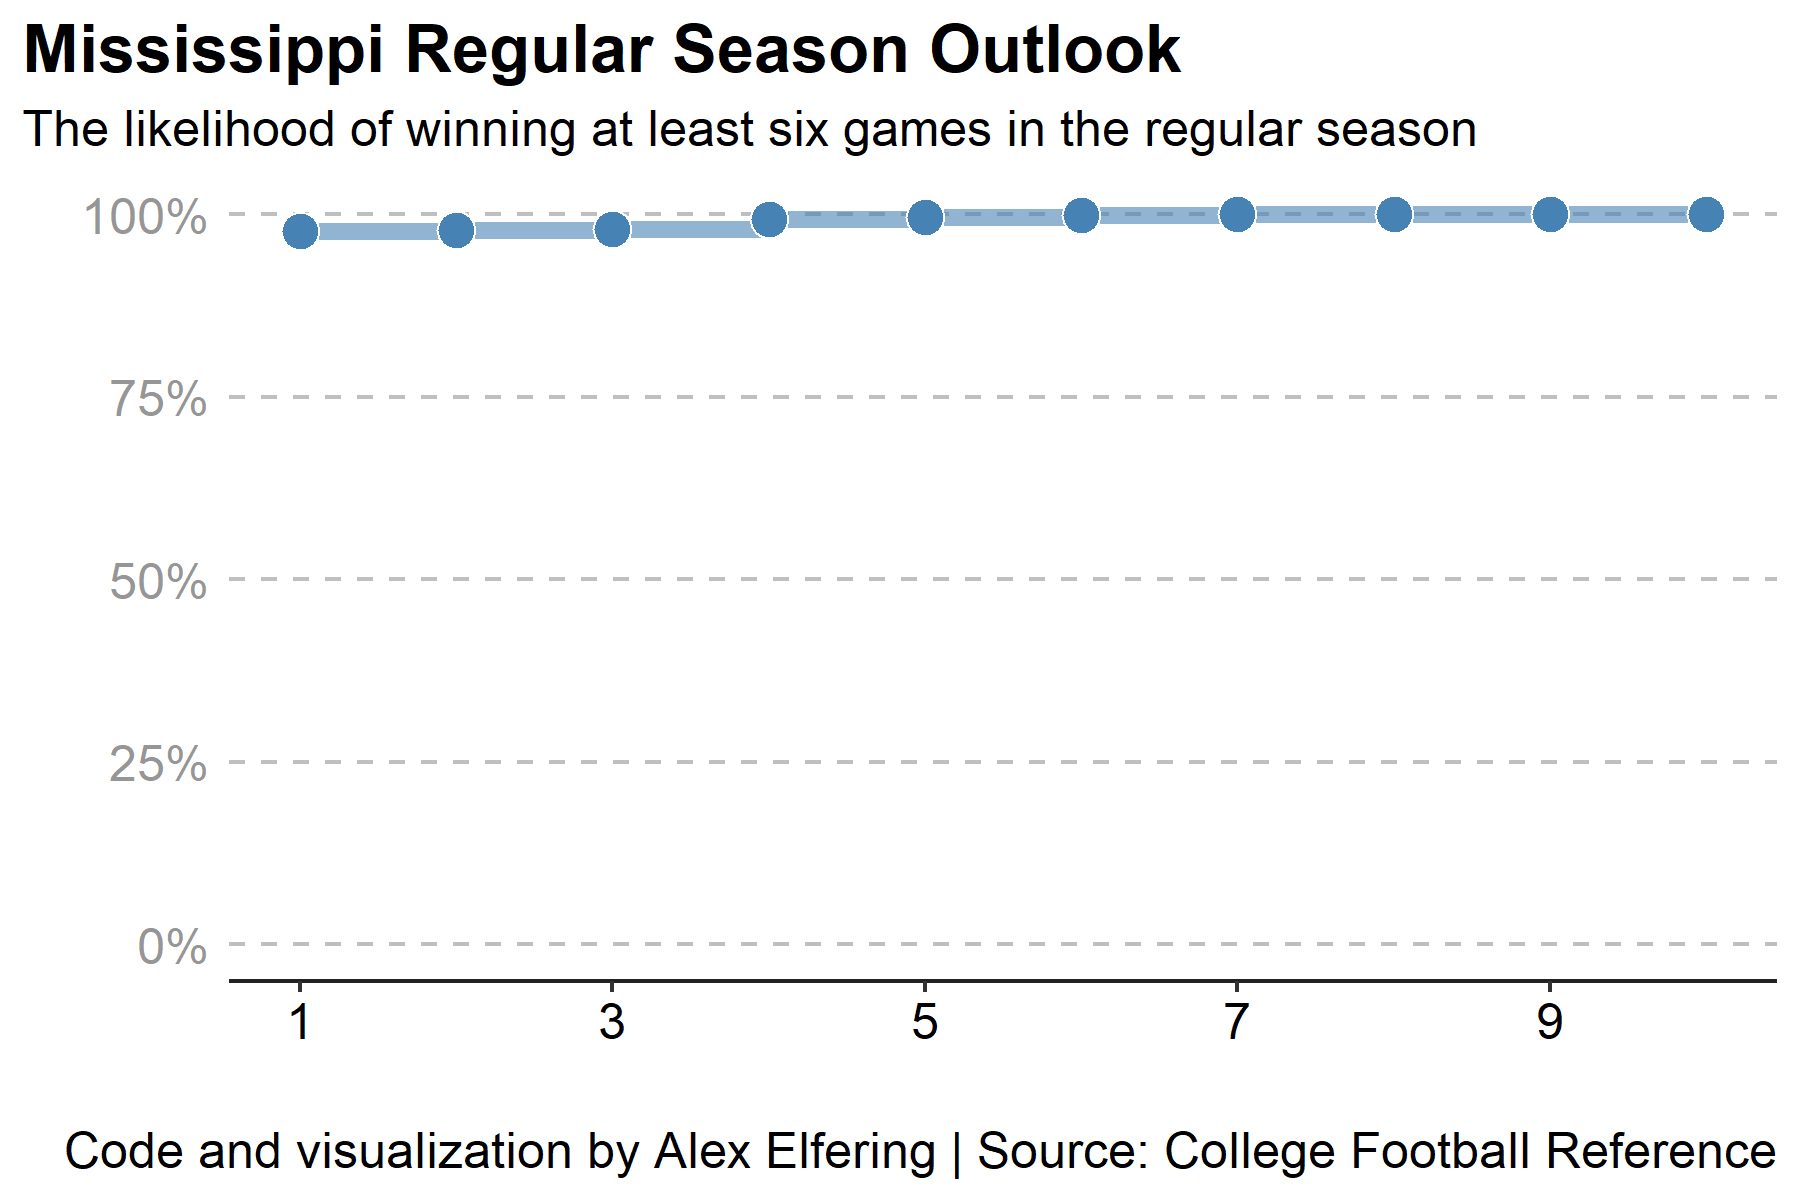 Mississippi Regular Season Outlook
The likelihood of winning at least six games in the regular season
100%
75%
50%
25%
0%
1 3 5 7 9
Code and visualization by Alex Elfering | Source: College Football Reference